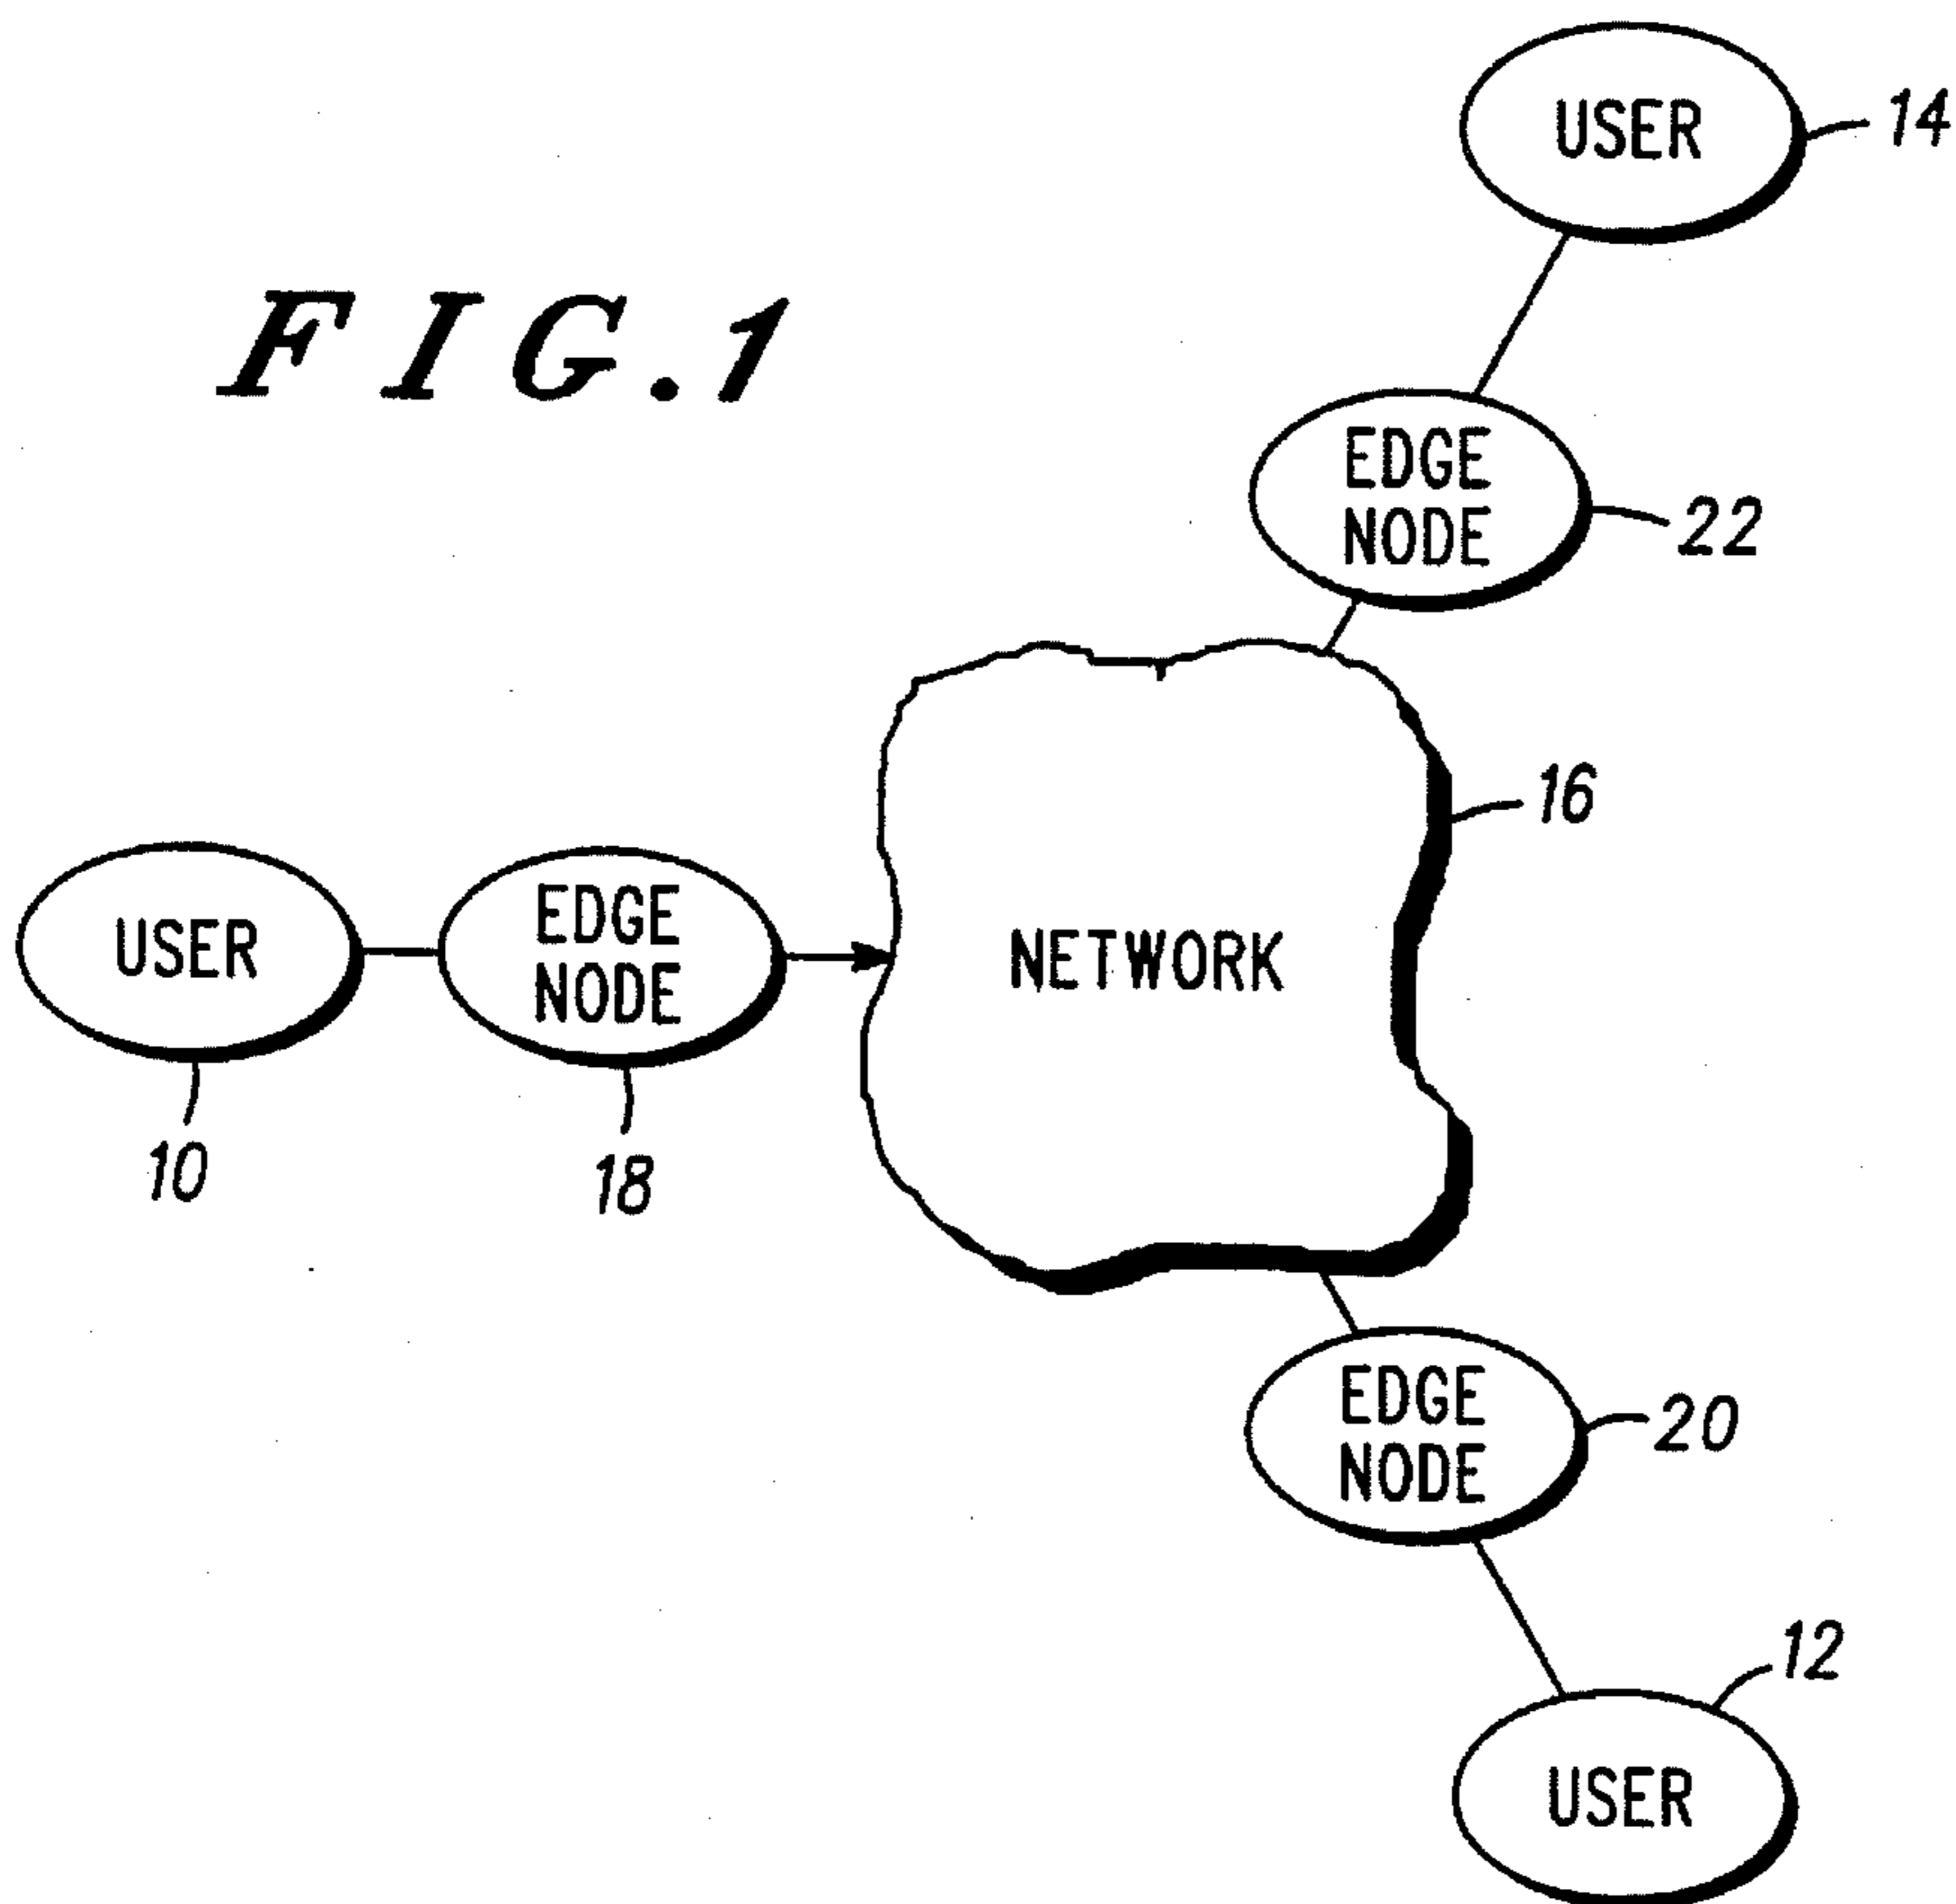 USER
14
FIG.1
EDGE
NODE
22
16
USER
EDGE
NODE
NETWORK
10
18
EDGE
NODE
20
12
USER